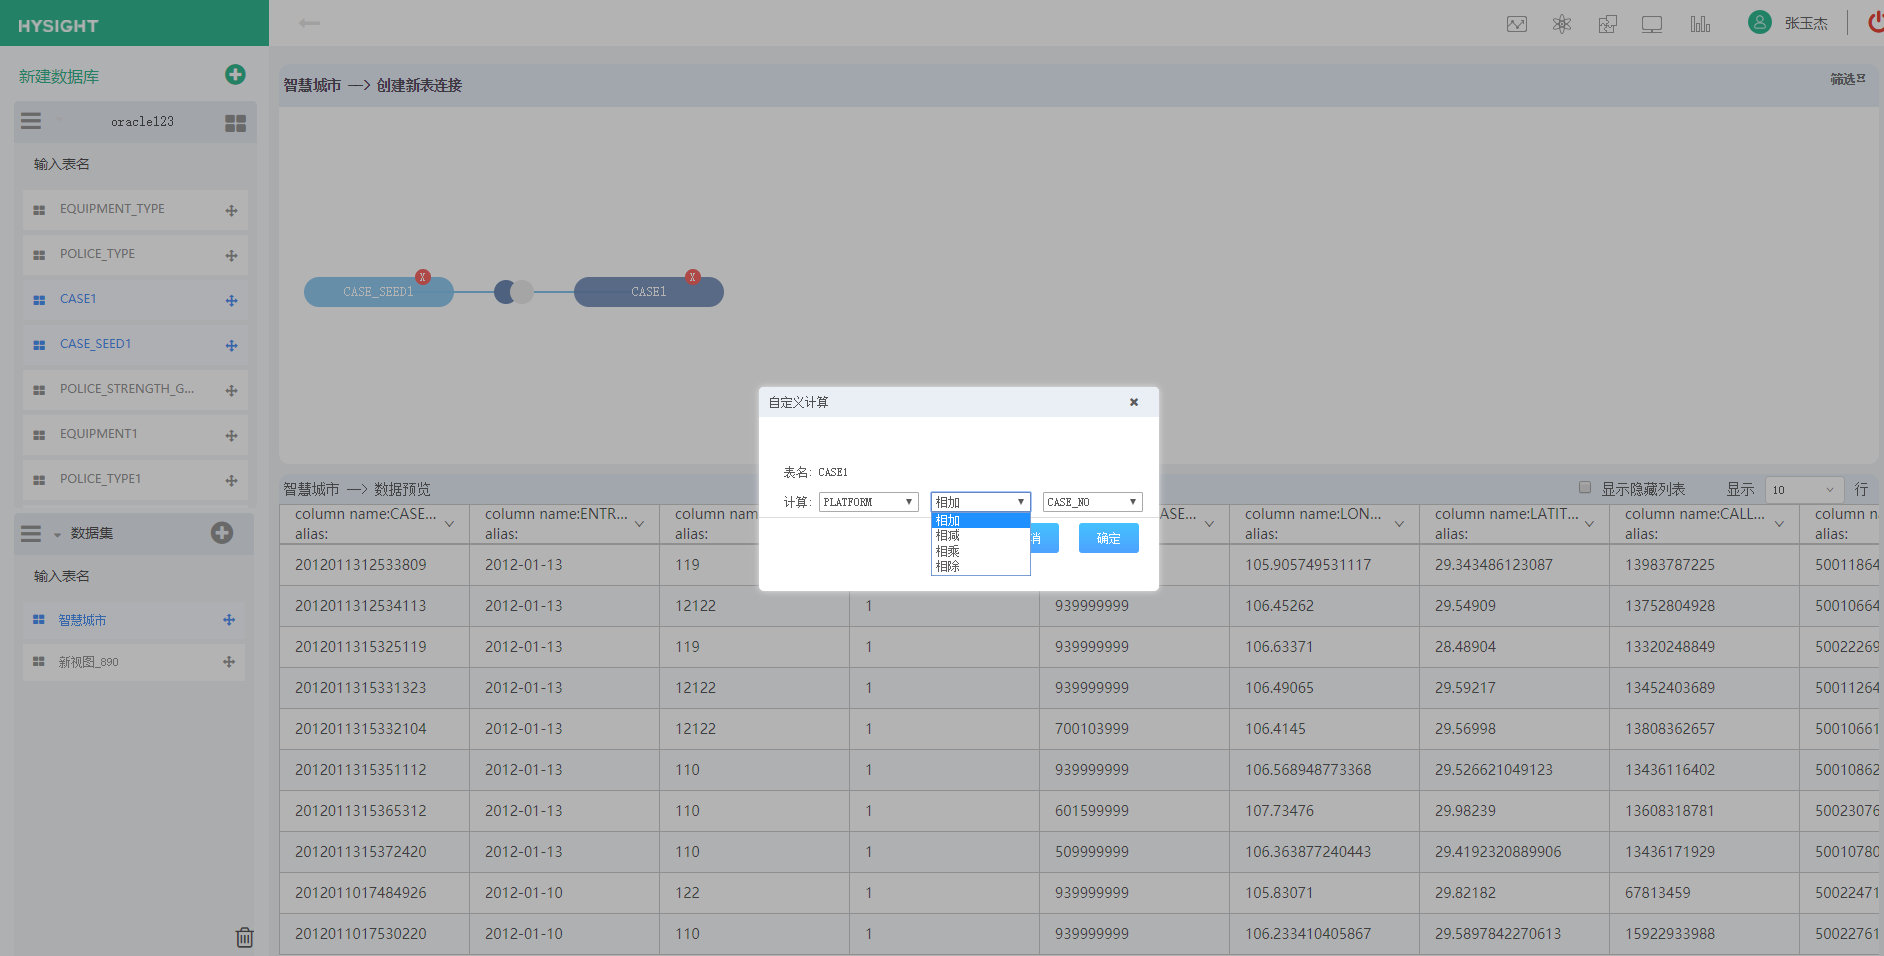 HYSIGHT
张玉杰
新建数据库
oracle123
输入表名
EQUIPMENT_TYPE
POLICE_TYPE
CASE1
CASE_SEED1
POLICE_STRENGTH_G...
EQUIPMENT1
POLICE_TYPE1
数据集
输入表名
智慧城市
新视图_890
智慧城市 —> 创建新表连接
筛选
CASE_SEED1 X
CASE1 X
自定义计算
表名: CASE1
计算: PLATFORM 相加 CASE_NO
相加
相减
相乘
相除
消 确定
智慧城市 —> 数据预览
显示隐藏列表 显示 10 行
column name:CASE... column name:ENTR... column nam ASE... column name:LON... column name:LATIT... column name:CALL... column n
alias: alias: alias: alias: alias: alias: alias:
2012011312533809 2012-01-13 119 105.905749531117 29.343486123087 13983787225 50011864
2012011312534113 2012-01-13 12122 1 939999999 106.45262 29.54909 13752804928 50010664
2012011315325119 2012-01-13 119 1 939999999 106.63371 28.48904 13320248849 50022269
2012011315331323 2012-01-13 12122 1 939999999 106.49065 29.59217 13452403689 50011264
2012011315332104 2012-01-13 12122 1 700103999 106.4145 29.56998 13808362657 50010661
2012011315351112 2012-01-13 110 1 939999999 106.568948773368 29.526621049123 13436116402 50010862
2012011315365312 2012-01-13 110 1 601599999 107.73476 29.98239 13608318781 50023076
2012011315372420 2012-01-13 110 1 509999999 106.363877240443 29.4192320889906 13436171929 50010780
2012011017484926 2012-01-10 122 1 939999999 105.83071 29.82182 67813459 50022471
2012011017530220 2012-01-10 110 1 939999999 106.233410405867 29.5897842270613 15922933988 50022761